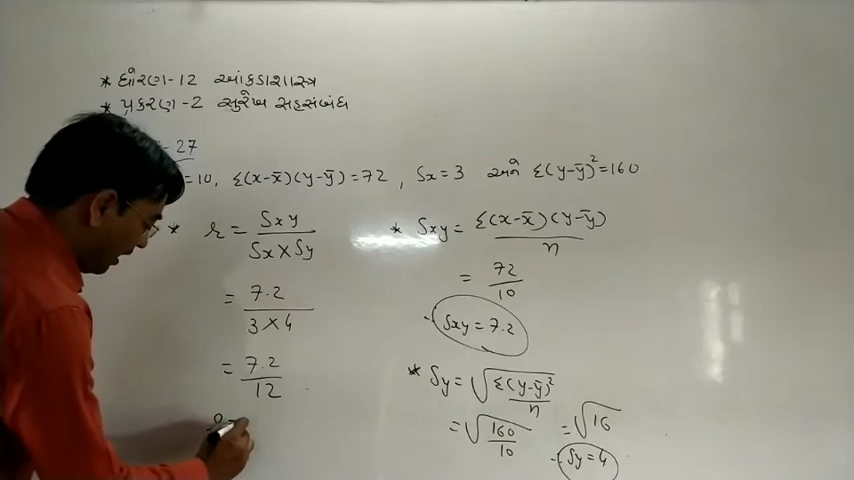 * ધોરણ-12 આંકડાશાસ્ત્ર
* પ્રકરણ-2 સુરેખ સહસંબંધ
- 27
=10, Σ(x-x̄)(y-ȳ)=72, Sx=3 અને Σ(y-ȳ)²=160
* r = Sxy / Sx×Sy
= 7.2 / 3×4
= 7.2 / 12
* Sxy = Σ(x-x̄)(y-ȳ) / n
= 72 / 10
Sxy = 7.2
* Sy = √(Σ(y-ȳ)² / n)
= √(160 / 10) = √16
Sy = 4